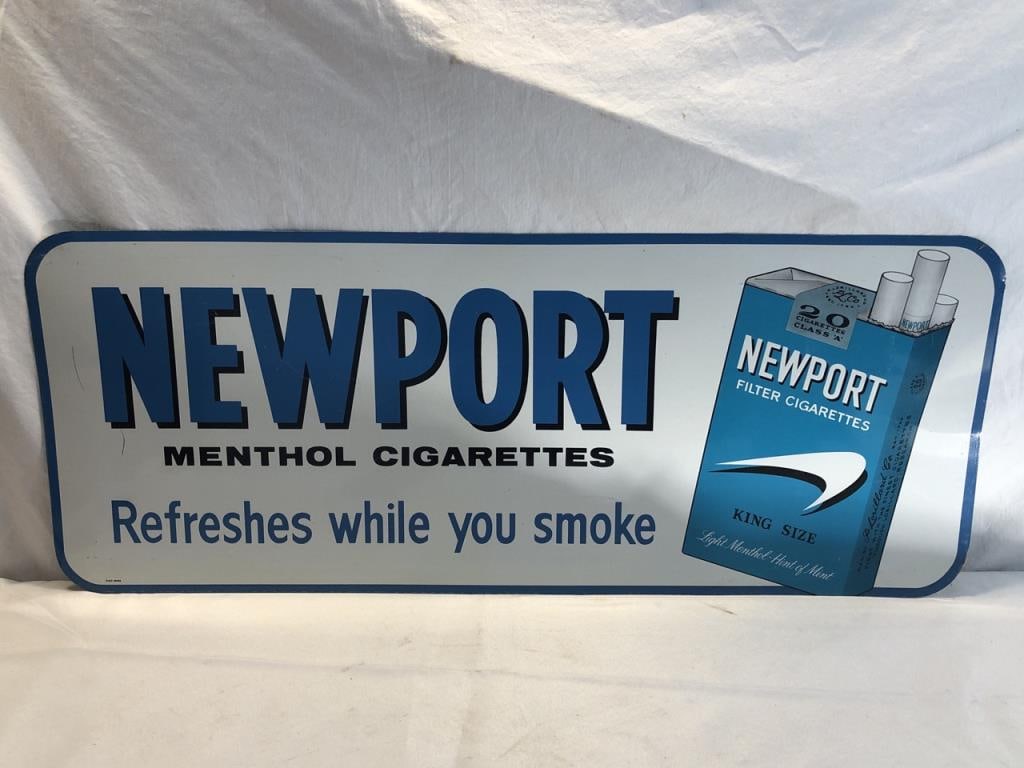 NEWPORT
MENTHOL CIGARETTES
Refreshes while you smoke
20
CIGARETTES
CLASS 'A'
NEWPORT
FILTER CIGARETTES
KING SIZE
Light Menthol-Hint of Mint
NEWPORT